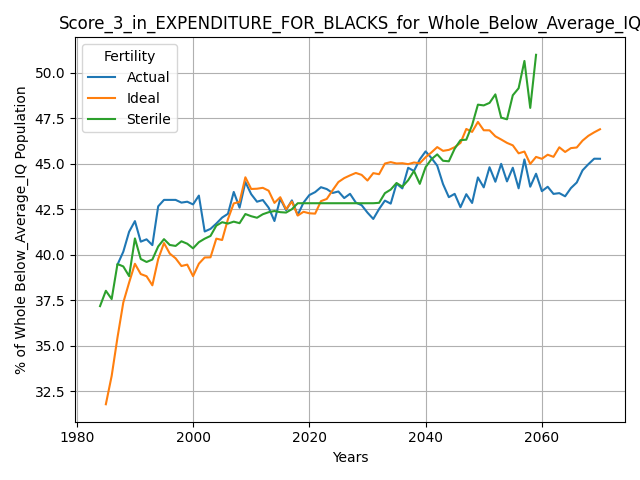 Score_3_in_EXPENDITURE_FOR_BLACKS_for_Whole_Below_Average_IQ
Fertility
Actual
Ideal
Sterile
% of Whole Below_Average_IQ Population
50.0
47.5
45.0
42.5
40.0
37.5
35.0
32.5
1980
2000
2020
2040
2060
Years